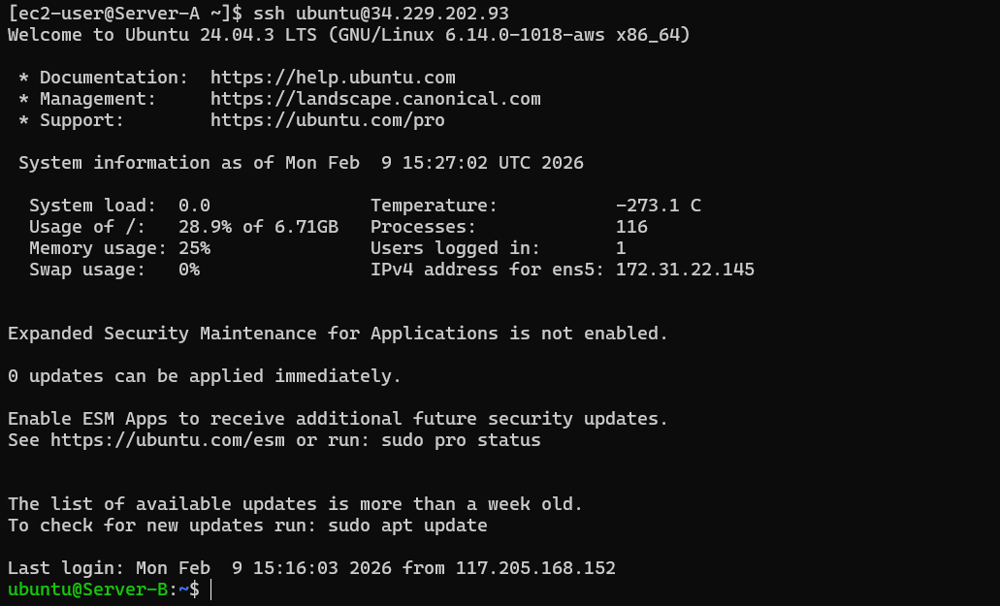 [ec2-user@Server-A ~]$ ssh ubuntu@34.229.202.93
Welcome to Ubuntu 24.04.3 LTS (GNU/Linux 6.14.0-1018-aws x86_64)

 * Documentation:  https://help.ubuntu.com
 * Management:     https://landscape.canonical.com
 * Support:        https://ubuntu.com/pro

 System information as of Mon Feb  9 15:27:02 UTC 2026

  System load:  0.0               Temperature:           -273.1 C
  Usage of /:   28.9% of 6.71GB   Processes:             116
  Memory usage: 25%               Users logged in:       1
  Swap usage:   0%                IPv4 address for ens5: 172.31.22.145


Expanded Security Maintenance for Applications is not enabled.

0 updates can be applied immediately.

Enable ESM Apps to receive additional future security updates.
See https://ubuntu.com/esm or run: sudo pro status


The list of available updates is more than a week old.
To check for new updates run: sudo apt update

Last login: Mon Feb  9 15:16:03 2026 from 117.205.168.152
ubuntu@Server-B:~$